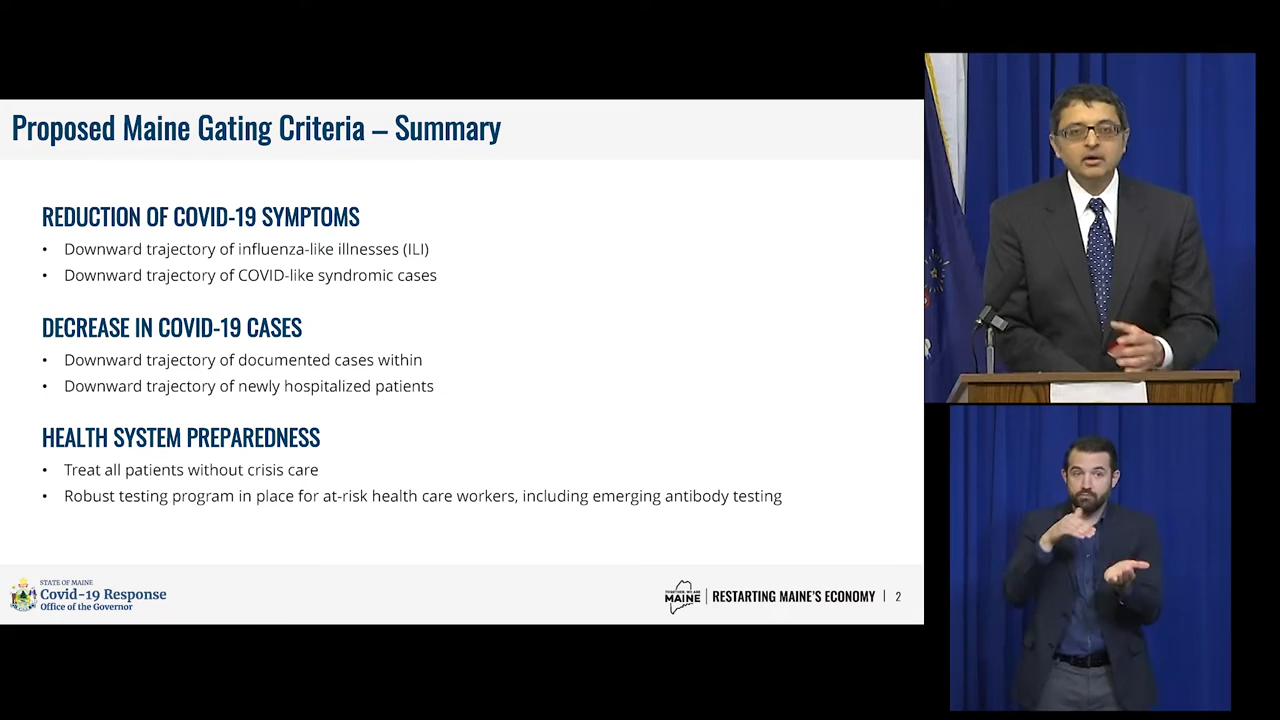 Proposed Maine Gating Criteria – Summary
REDUCTION OF COVID-19 SYMPTOMS
• Downward trajectory of influenza-like illnesses (ILI)
• Downward trajectory of COVID-like syndromic cases
DECREASE IN COVID-19 CASES
• Downward trajectory of documented cases within
• Downward trajectory of newly hospitalized patients
HEALTH SYSTEM PREPAREDNESS
• Treat all patients without crisis care
• Robust testing program in place for at-risk health care workers, including emerging antibody testing
STATE OF MAINE
Covid-19 Response
Office of the Governor
TOGETHER, WE ARE
MAINE
RESTARTING MAINE'S ECONOMY | 2